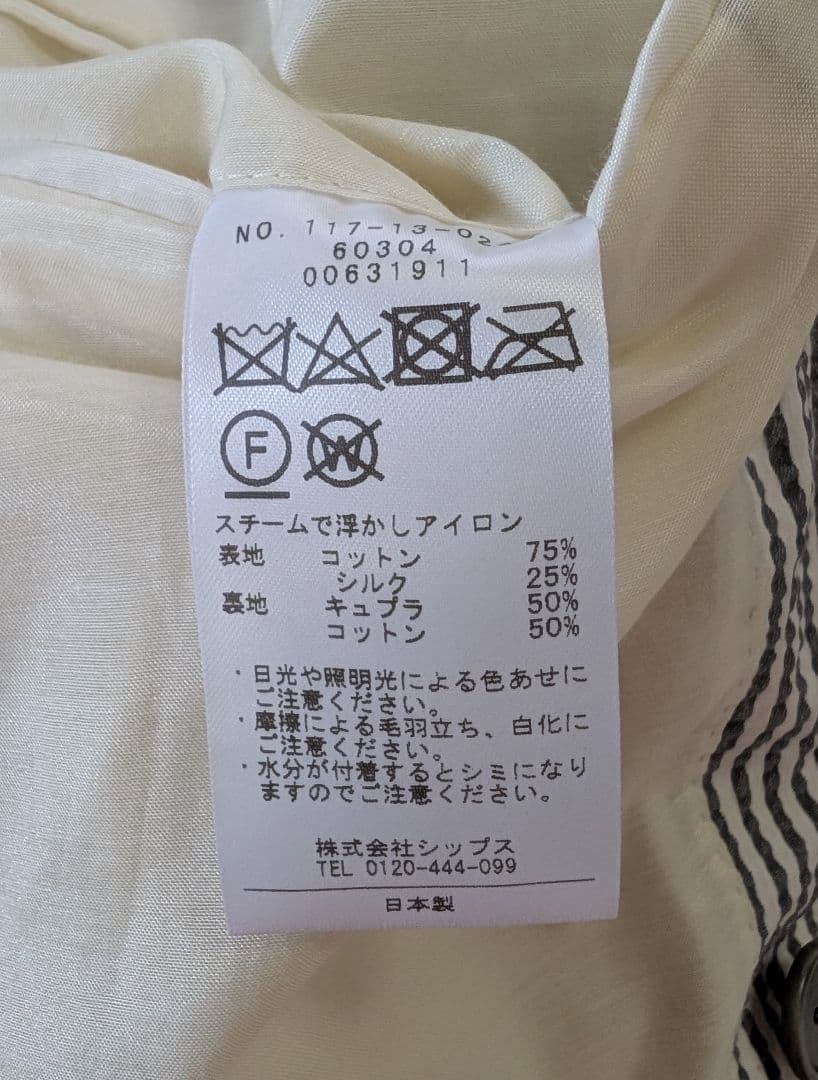 NO. 117-13-02
60304
00631911
F
W
スチームで浮かしアイロン
表地 コットン 75%
シルク 25%
裏地 キュプラ 50%
コットン 50%
・日光や照明光による色あせに
ご注意ください。
・摩擦による毛羽立ち、白化に
ご注意ください。
・水分が付着するとシミになり
ますのでご注意ください。
株式会社シップス
TEL 0120-444-099
日本製